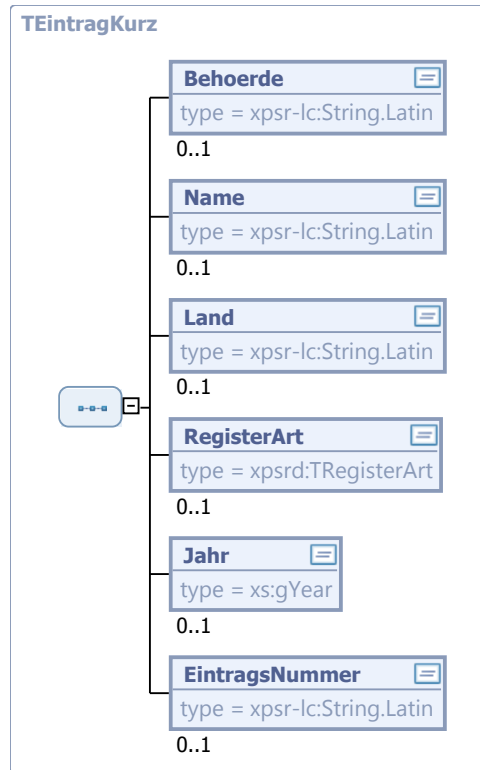 TEintragKurz
Behoerde
type = xpsr-lc:String.Latin
0..1
Name
type = xpsr-lc:String.Latin
0..1
Land
type = xpsr-lc:String.Latin
0..1
RegisterArt
type = xpsrd:TRegisterArt
0..1
Jahr
type = xs:gYear
0..1
EintragsNummer
type = xpsr-lc:String.Latin
0..1